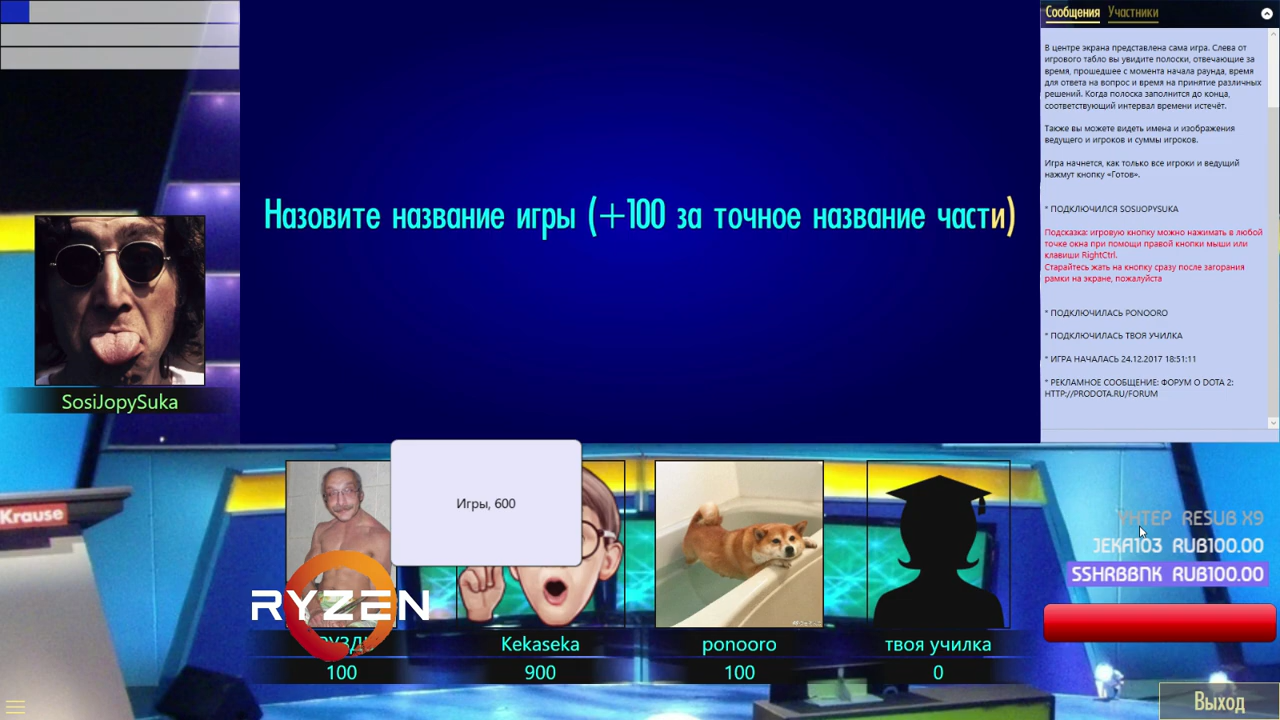 Сообщения Участники
В центре экрана представлена сама игра. Слева от
игрового табло вы увидите полоски, отвечающие за
время, прошедшее с момента начала раунда, время
для ответа на вопрос и время на принятие различных
решений. Когда полоска заполнится до конца,
соответствующий интервал времени истечёт.
Также вы можете видеть имена и изображения
ведущего и игроков и суммы игроков.
Игра начнется, как только все игроки и ведущий
нажмут кнопку «Готов».
* ПОДКЛЮЧИЛСЯ SOSIJOPYSUKA
Подсказка: игровую кнопку можно нажимать в любой
точке окна при помощи правой кнопки мыши или
клавиши RightCtrl.
Старайтесь жать на кнопку сразу после загорания
рамки на экране, пожалуйста
* ПОДКЛЮЧИЛАСЬ PONOORO
* ПОДКЛЮЧИЛАСЬ ТВОЯ УЧИЛКА
* ИГРА НАЧАЛАСЬ 24.12.2017 18:51:11
* РЕКЛАМНОЕ СООБЩЕНИЕ: ФОРУМ О DOTA 2:
HTTP://PRODOTA.RU/FORUM
Назовите название игры (+100 за точное название части)
SosiJopySuka
Игры, 600
Krause
RYZEN
Kekaseka
ponooro
твоя училка
100
900
100
0
RESUB X9
JEKA103 RUB100.00
SSHRBBNK RUB100.00
Выход